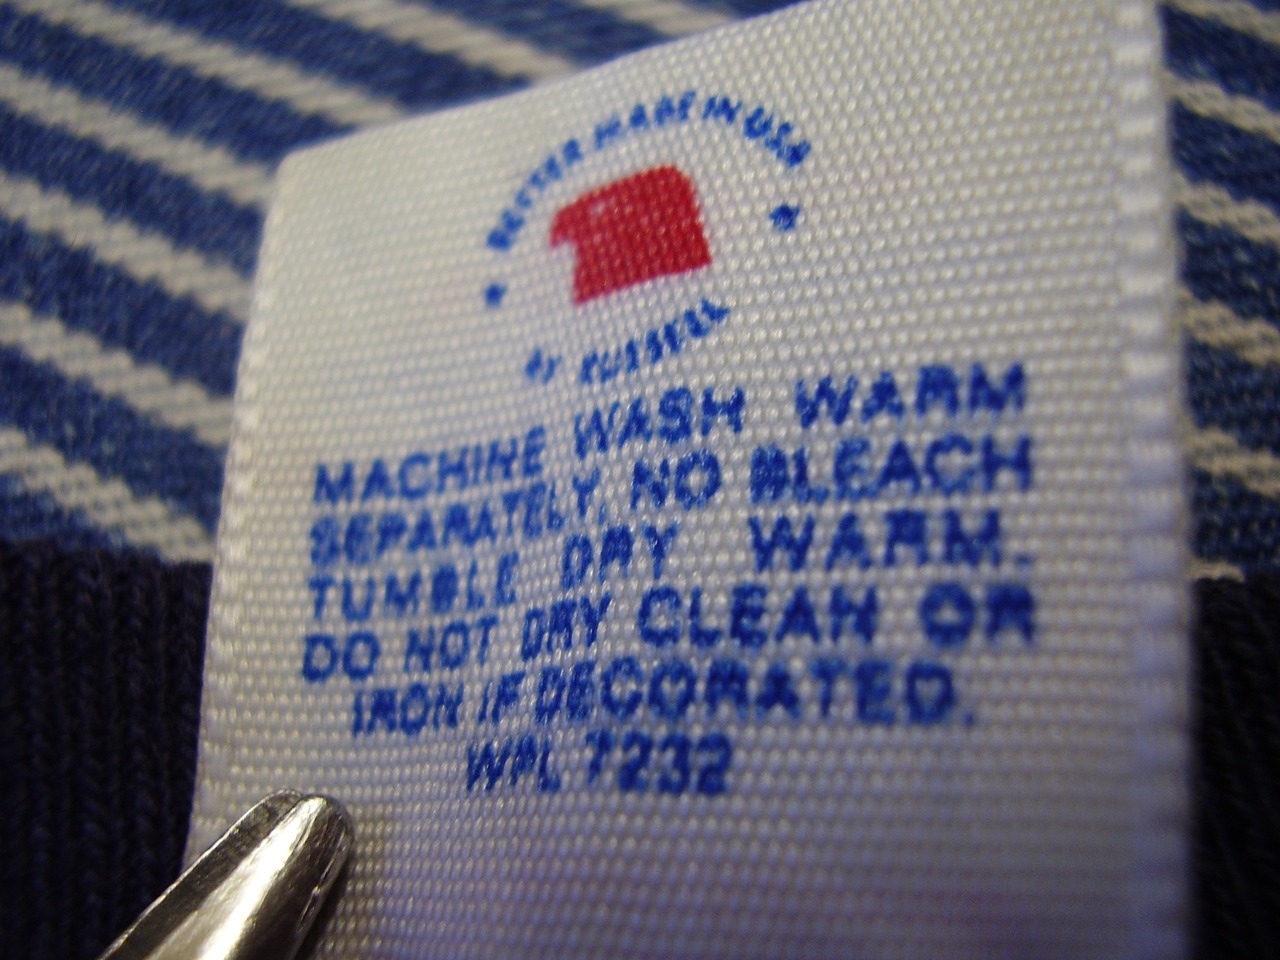 BETTER MADE IN USA
by RUSSELL
MACHINE WASH WARM
SEPARATELY, NO BLEACH
TUMBLE DRY WARM.
DO NOT DRY CLEAN OR
IRON IF DECORATED.
WPL 7232